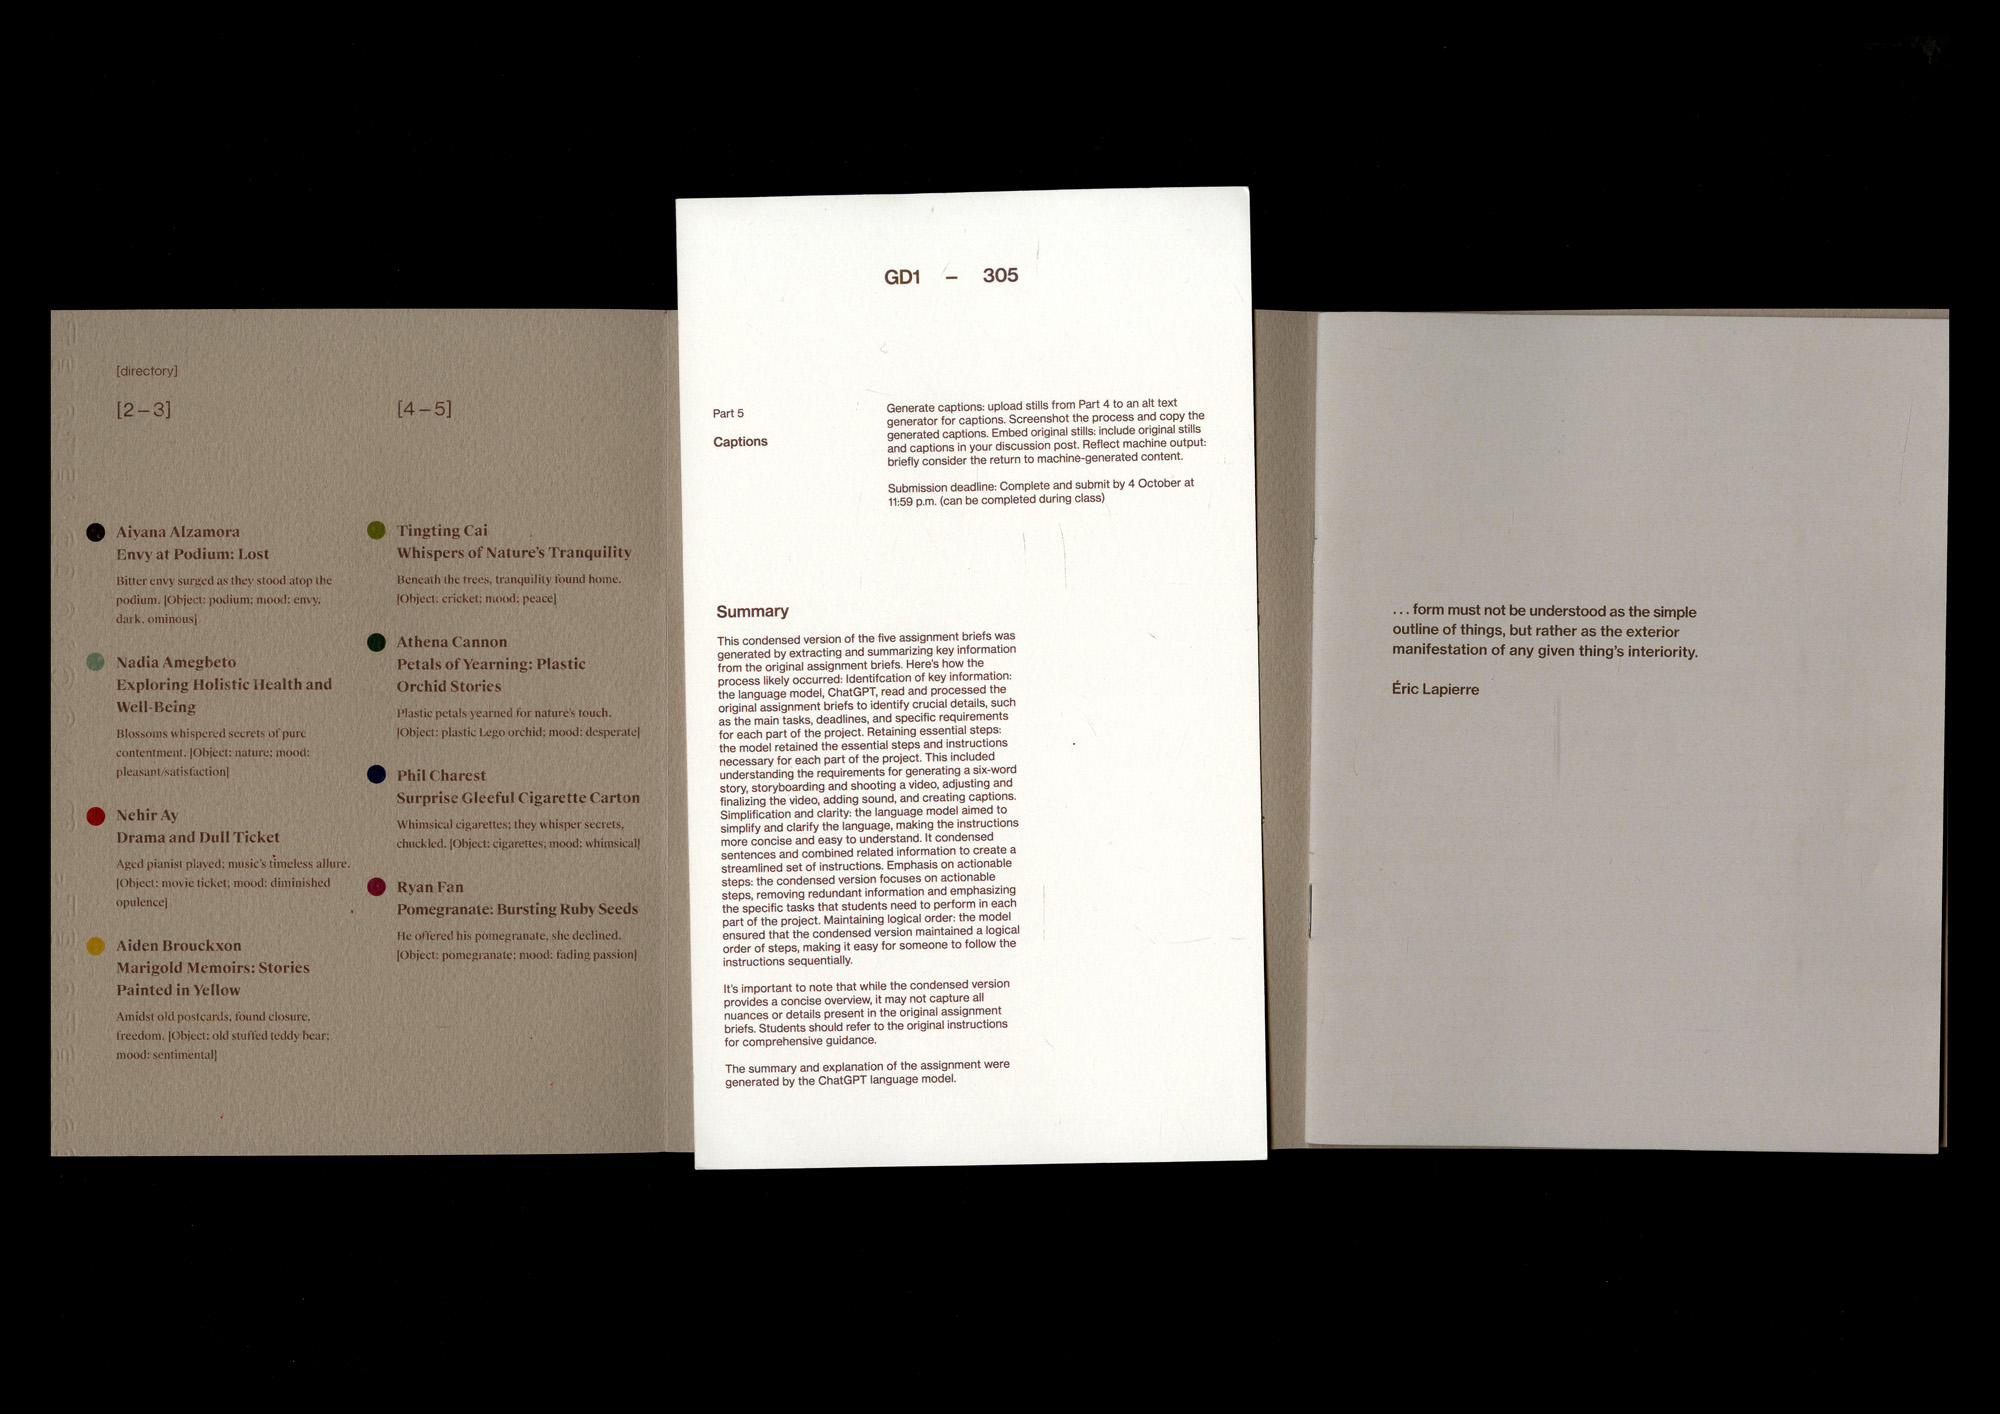 [directory]
[2 – 3]
Aiyana Alzamora
Envy at Podium: Lost
Bitter envy surged as they stood atop the
podium. [Object: podium; mood: envy,
dark, ominous]
Nadia Amegbeto
Exploring Holistic Health and
Well-Being
Blossoms whispered secrets of pure
contentment. [Object: nature; mood:
pleasant/satisfaction]
Nehir Ay
Drama and Dull Ticket
Aged pianist played; music's timeless allure.
[Object: movie ticket; mood: diminished
opulence]
Aiden Brouckxon
Marigold Memoirs: Stories
Painted in Yellow
Amidst old postcards, found closure,
freedom. [Object: old stuffed teddy bear;
mood: sentimental]
[4 – 5]
Tingting Cai
Whispers of Nature's Tranquility
Beneath the trees, tranquility found home.
[Object: cricket; mood: peace]
Athena Cannon
Petals of Yearning: Plastic
Orchid Stories
Plastic petals yearned for nature's touch.
[Object: plastic Lego orchid; mood: desperate]
Phil Charest
Surprise Gleeful Cigarette Carton
Whimsical cigarettes; they whisper secrets,
chuckled. [Object: cigarettes; mood: whimsical]
Ryan Fan
Pomegranate: Bursting Ruby Seeds
He offered his pomegranate, she declined.
[Object: pomegranate; mood: fading passion]
GD1 – 305
Part 5
Captions
Generate captions: upload stills from Part 4 to an alt text
generator for captions. Screenshot the process and copy the
generated captions. Embed original stills: include original stills
and captions in your discussion post. Reflect machine output:
briefly consider the return to machine-generated content.
Submission deadline: Complete and submit by 4 October at
11:59 p.m. (can be completed during class)
Summary
This condensed version of the five assignment briefs was
generated by extracting and summarizing key information
from the original assignment briefs. Here's how the
process likely occurred: Identifcation of key information:
the language model, ChatGPT, read and processed the
original assignment briefs to identify crucial details, such
as the main tasks, deadlines, and specific requirements
for each part of the project. Retaining essential steps:
the model retained the essential steps and instructions
necessary for each part of the project. This included
understanding the requirements for generating a six-word
story, storyboarding and shooting a video, adjusting and
finalizing the video, adding sound, and creating captions.
Simplification and clarity: the language model aimed to
simplify and clarify the language, making the instructions
more concise and easy to understand. It condensed
sentences and combined related information to create a
streamlined set of instructions. Emphasis on actionable
steps: the condensed version focuses on actionable
steps, removing redundant information and emphasizing
the specific tasks that students need to perform in each
part of the project. Maintaining logical order: the model
ensured that the condensed version maintained a logical
order of steps, making it easy for someone to follow the
instructions sequentially.
It's important to note that while the condensed version
provides a concise overview, it may not capture all
nuances or details present in the original assignment
briefs. Students should refer to the original instructions
for comprehensive guidance.
The summary and explanation of the assignment were
generated by the ChatGPT language model.
. . . form must not be understood as the simple
outline of things, but rather as the exterior
manifestation of any given thing's interiority.
Éric Lapierre